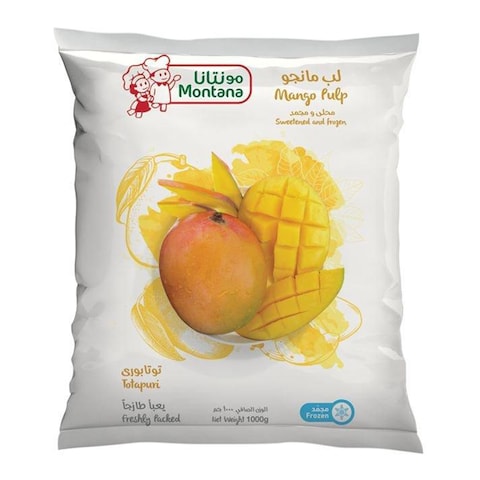 مونتانا
Montana
لب مانجو
Mango Pulp
محلى و مجمد
Sweetened and frozen
توتابورى
Totapuri
يعبأ طازجاً
Freshly Packed
الوزن الصافي ١٠٠٠ جم
Net Weight 1000g
مجمد
Frozen